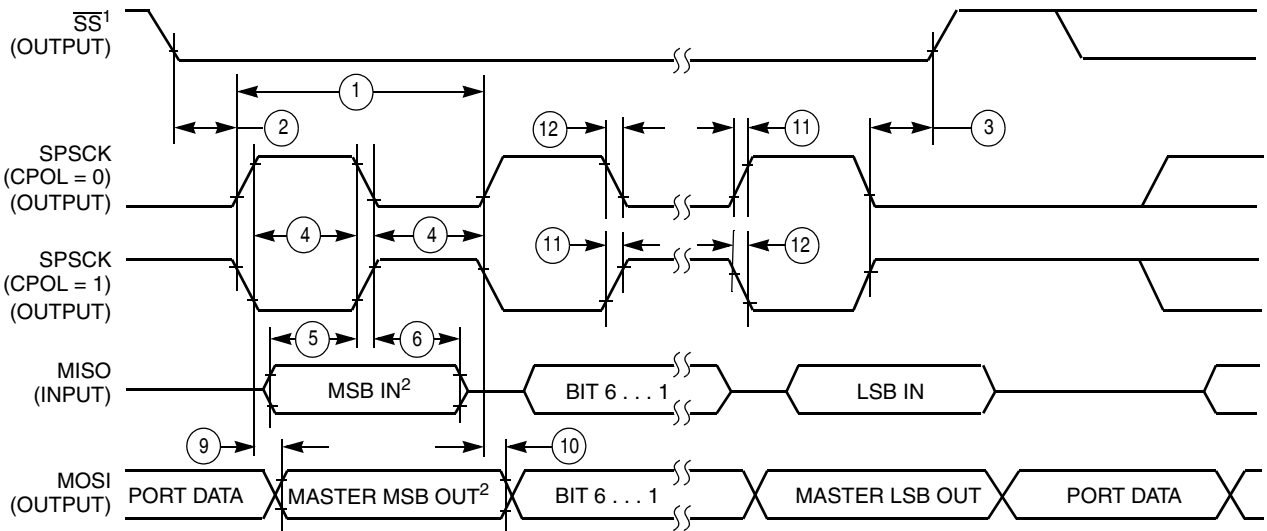 SS¹
(OUTPUT)
1
2
12
11
3
SPSCK
(CPOL = 0)
(OUTPUT)
4
4
11
12
SPSCK
(CPOL = 1)
(OUTPUT)
5
6
MISO
(INPUT)
MSB IN²
BIT 6 . . . 1
LSB IN
9
10
MOSI
(OUTPUT)
PORT DATA
MASTER MSB OUT²
BIT 6 . . . 1
MASTER LSB OUT
PORT DATA